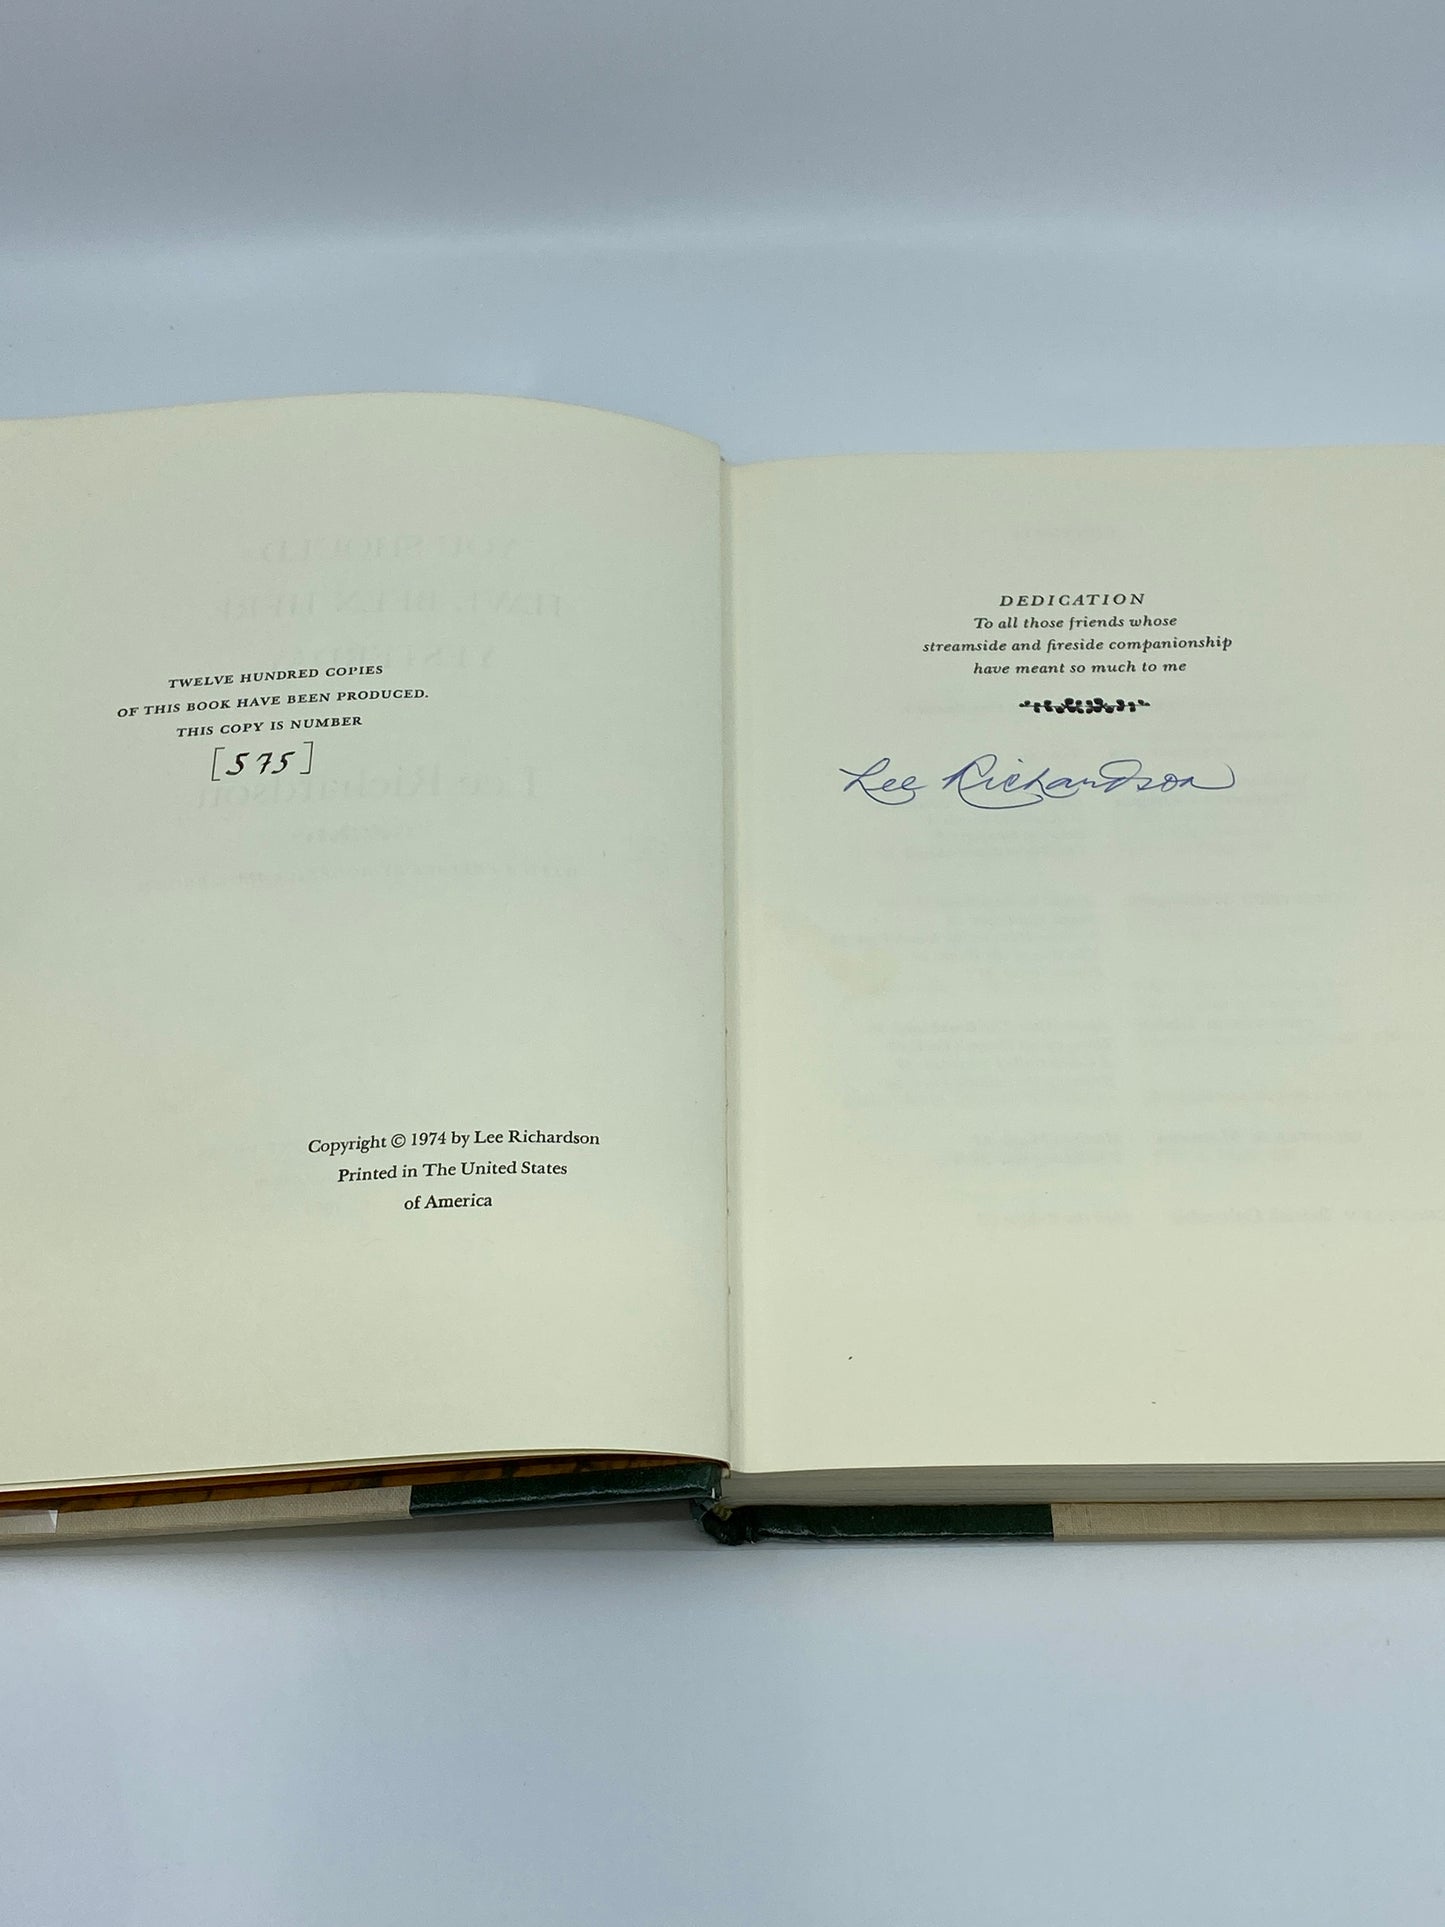 TWELVE HUNDRED COPIES
OF THIS BOOK HAVE BEEN PRODUCED.
THIS COPY IS NUMBER
[575]
Copyright © 1974 by Lee Richardson
Printed in The United States
of America
DEDICATION
To all those friends whose
streamside and fireside companionship
have meant so much to me
Lee Richardson